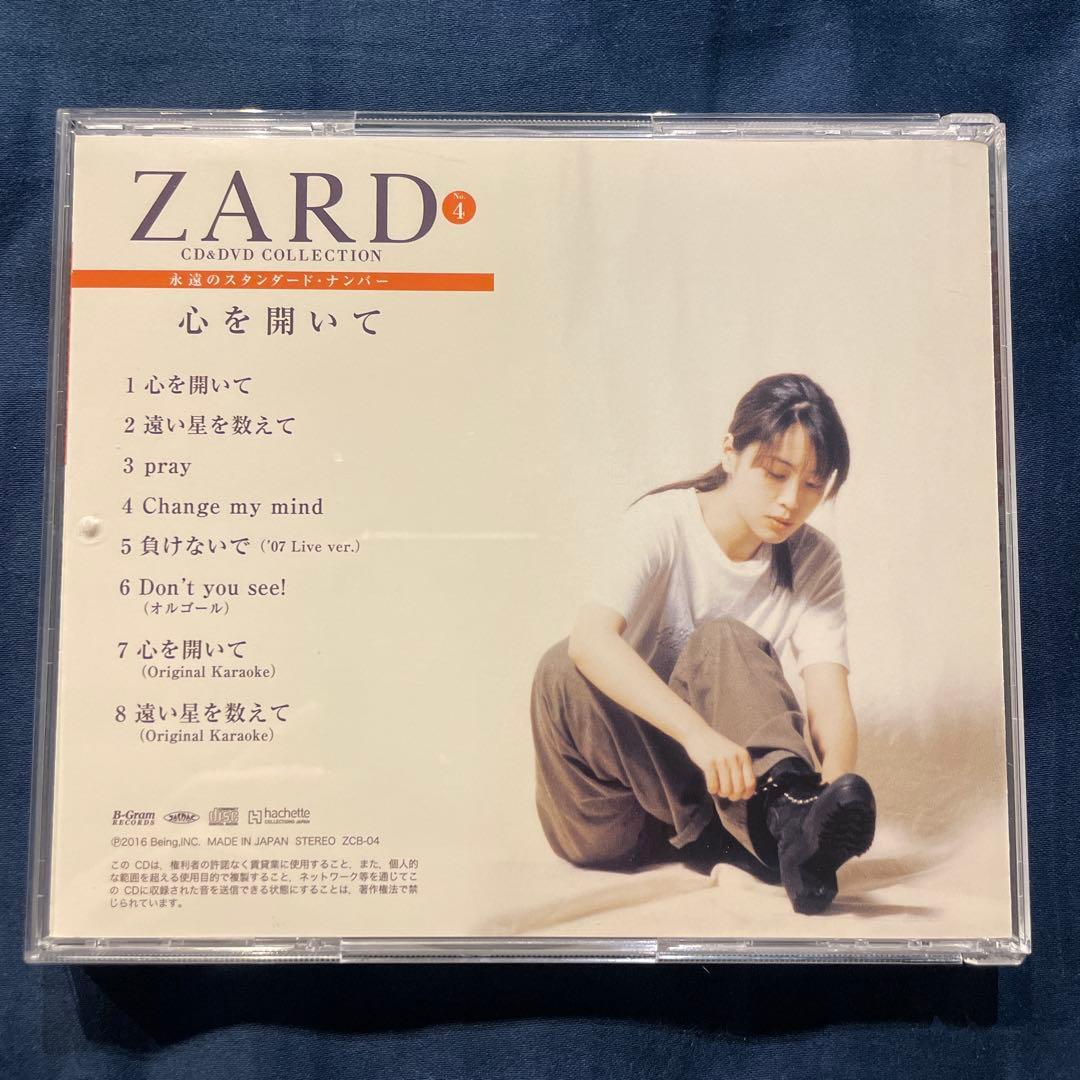 ZARD No.4
CD&DVD COLLECTION
永遠のスタンダード・ナンバー
心を開いて
1 心を開いて
2 遠い星を数えて
3 pray
4 Change my mind
5 負けないで ('07 Live ver.)
6 Don't you see!
(オルゴール)
7 心を開いて
(Original Karaoke)
8 遠い星を数えて
(Original Karaoke)
B-Gram RECORDS disc hachette COLLECTIONS JAPAN
℗2016 Being,INC. MADE IN JAPAN STEREO ZCB-04
この CDは、権利者の許諾なく賃貸業に使用すること、また、個人的
な範囲を超える使用目的で複製すること、ネットワーク等を通じてこ
の CDに収録された音を送信できる状態にすることは、著作権法で禁
じられています。